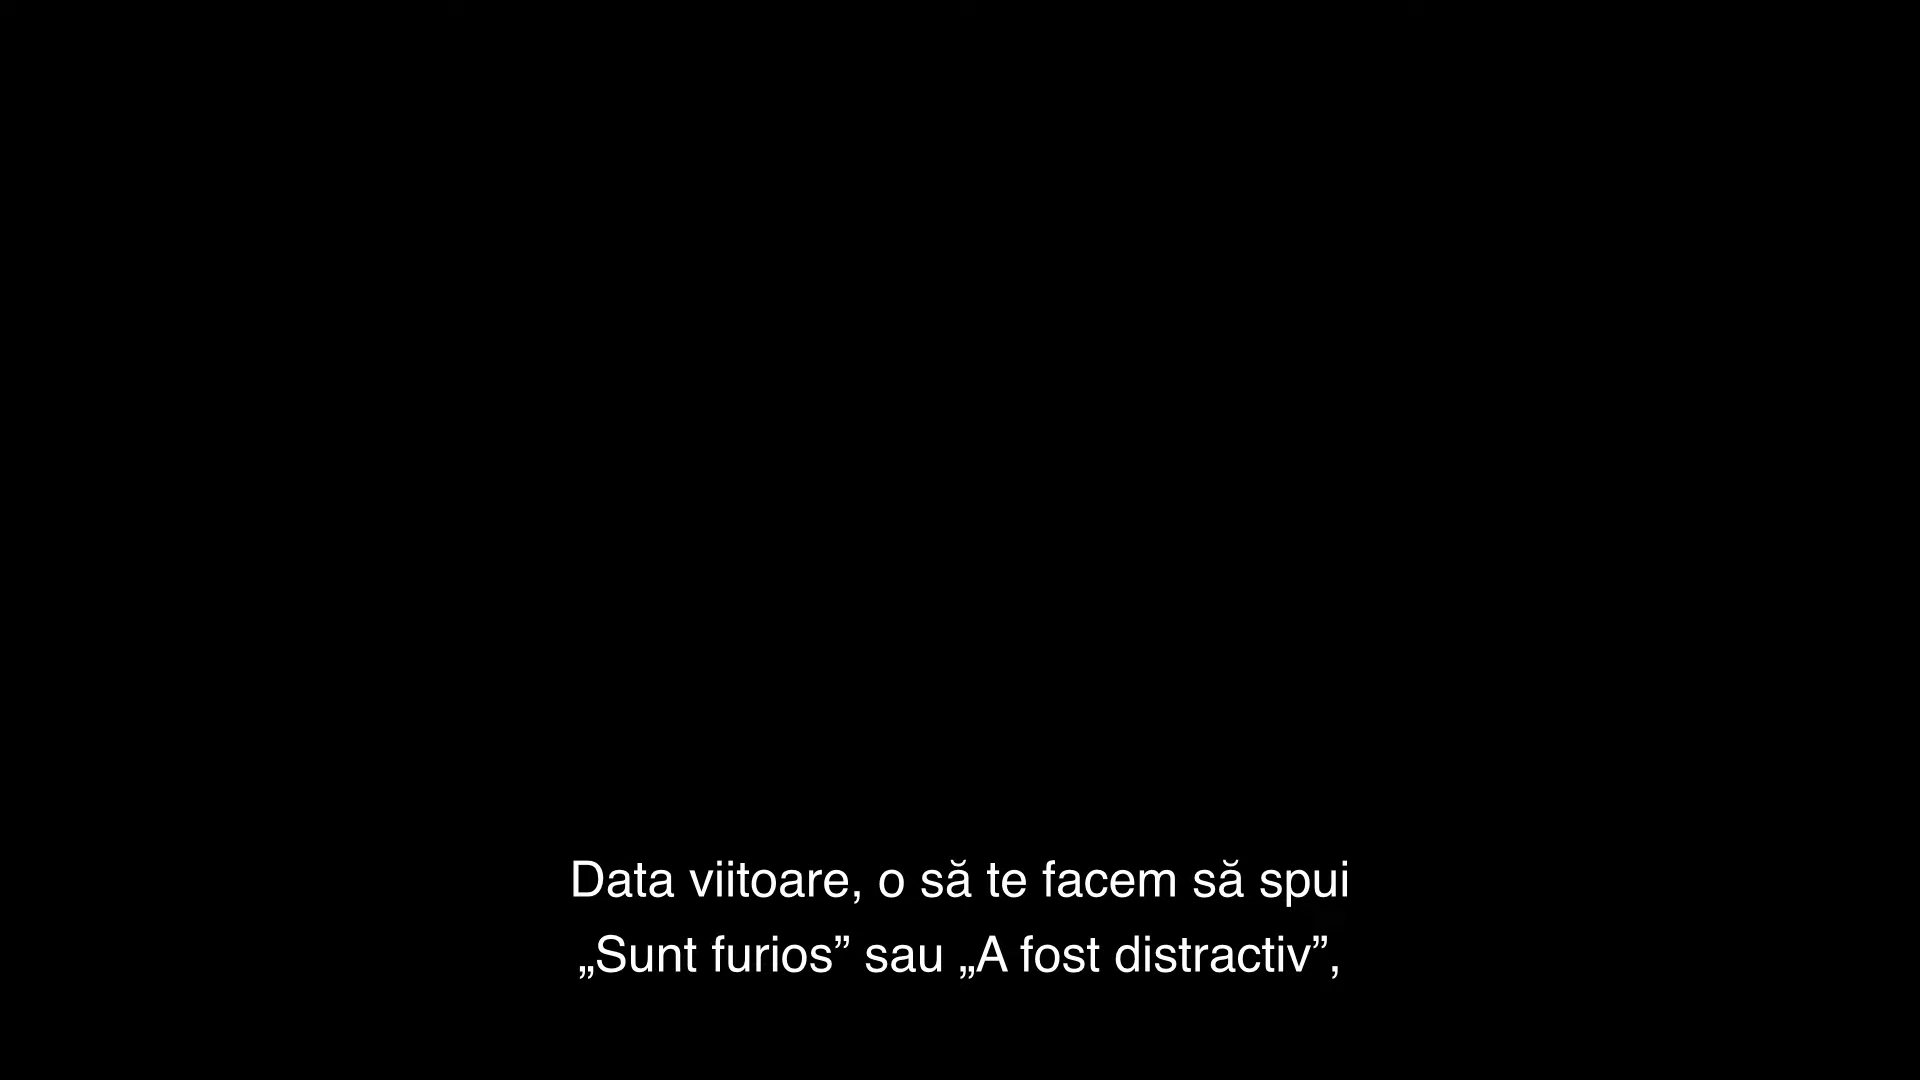 Data viitoare, o să te facem să spui
„Sunt furios” sau „A fost distractiv”,